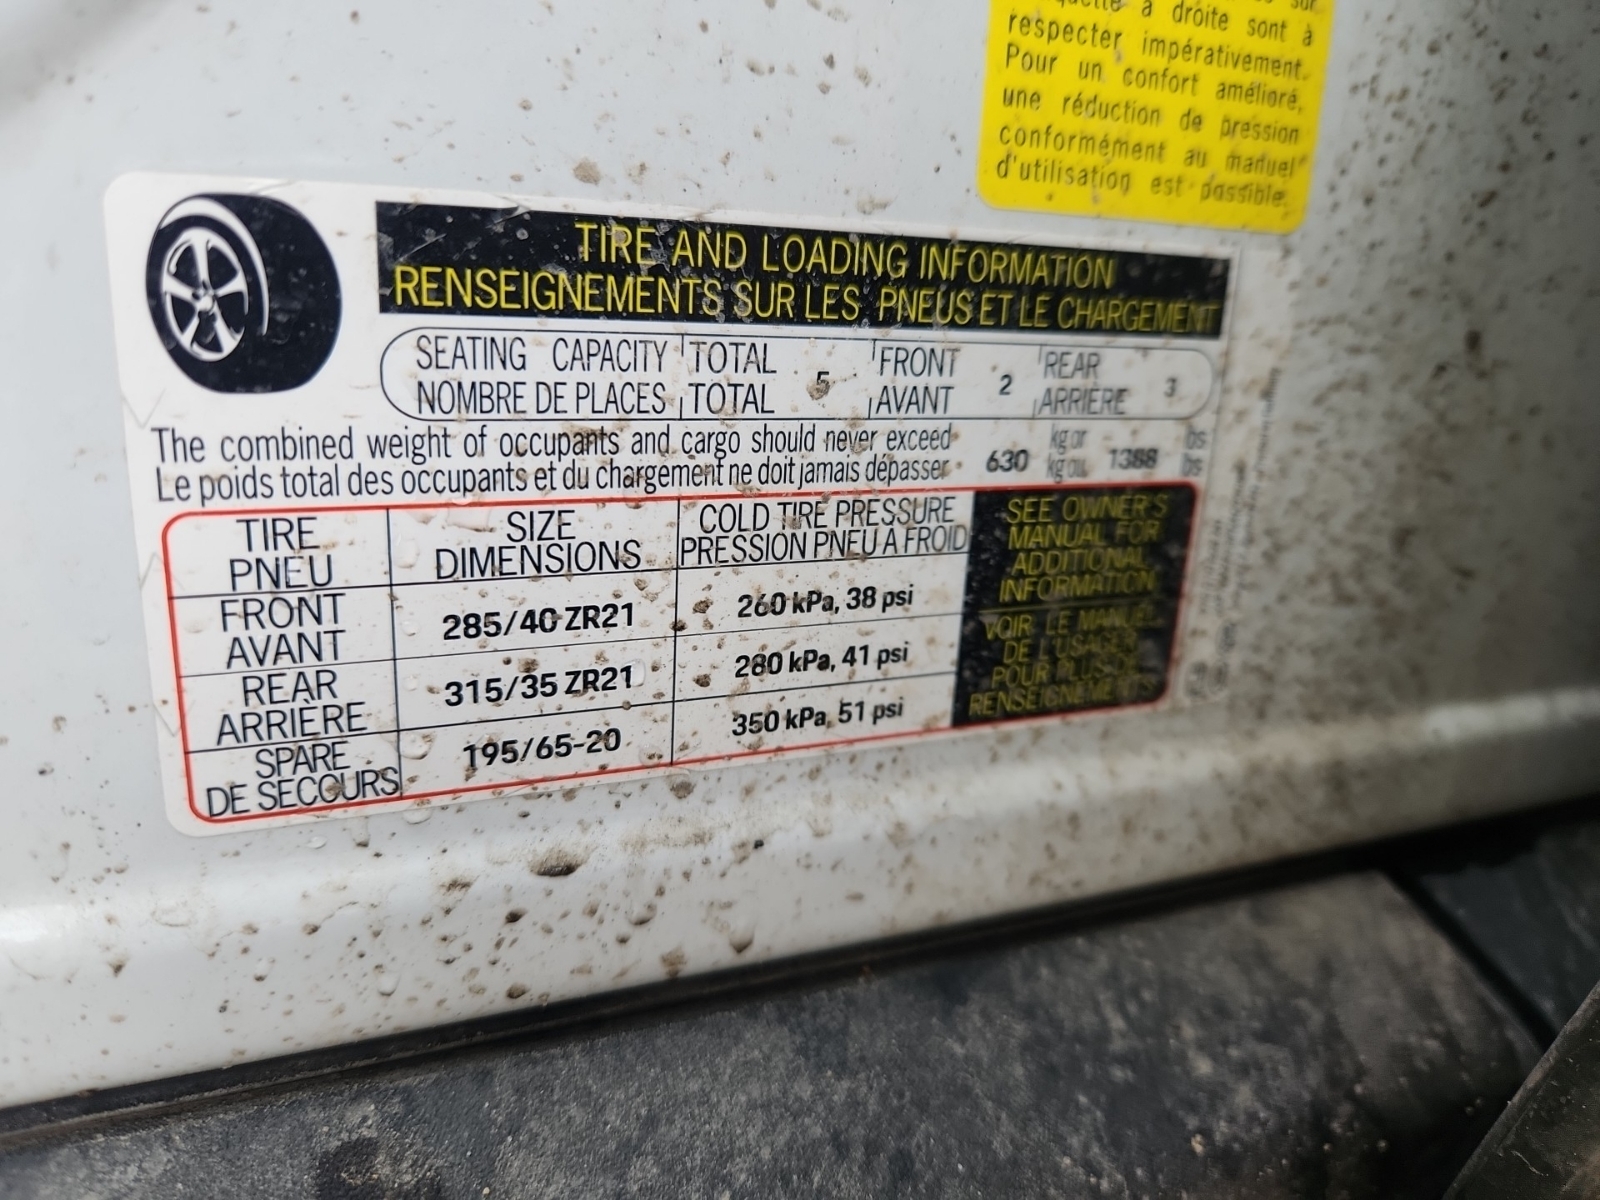 à droite sont à
respecter impérativement.
Pour un confort amélioré,
une réduction de pression
conformément au manuel
d'utilisation est possible.
TIRE AND LOADING INFORMATION
RENSEIGNEMENTS SUR LES PNEUS ET LE CHARGEMENT
SEATING CAPACITY TOTAL 5 FRONT 2 REAR 3
NOMBRE DE PLACES TOTAL AVANT ARRIÈRE
The combined weight of occupants and cargo should never exceed 630 kg or 1388 lbs
Le poids total des occupants et du chargement ne doit jamais dépasser kg ou lbs
TIRE SIZE COLD TIRE PRESSURE
PNEU DIMENSIONS PRESSION PNEU A FROID
FRONT 285/40 ZR21 260 kPa, 38 psi
AVANT
REAR 315/35 ZR21 280 kPa, 41 psi
ARRIÈRE
SPARE 195/65-20 350 kPa, 51 psi
DE SECOURS
SEE OWNER'S
MANUAL FOR
ADDITIONAL
INFORMATION
VOIR LE MANUEL
DE L'USAGER
POUR PLUS DE
RENSEIGNEMENTS